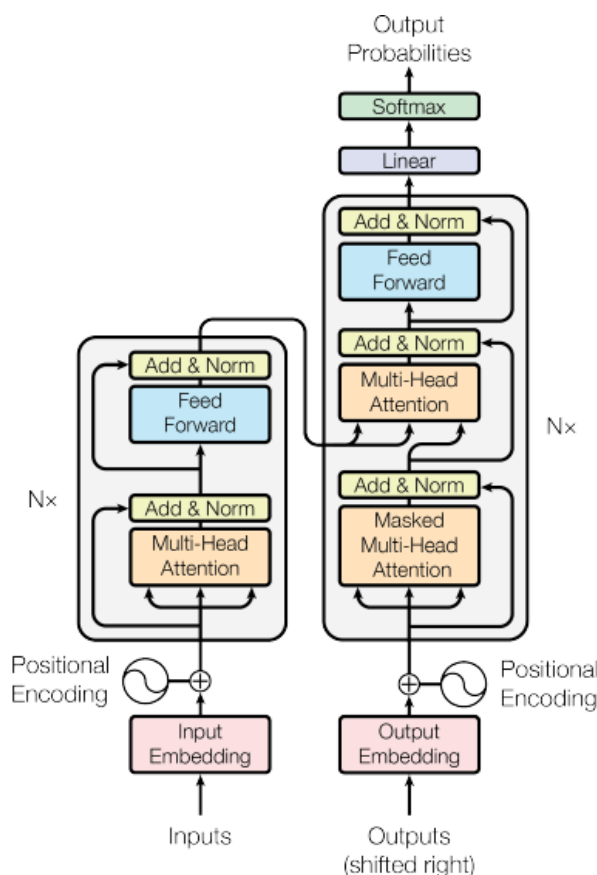 Output
Probabilities
Softmax
Linear
Add & Norm
Feed
Forward
Add & Norm
Multi-Head
Attention
Add & Norm
Masked
Multi-Head
Attention
N×
Add & Norm
Feed
Forward
Add & Norm
Multi-Head
Attention
N×
Positional
Encoding
Positional
Encoding
Input
Embedding
Output
Embedding
Inputs
Outputs
(shifted right)